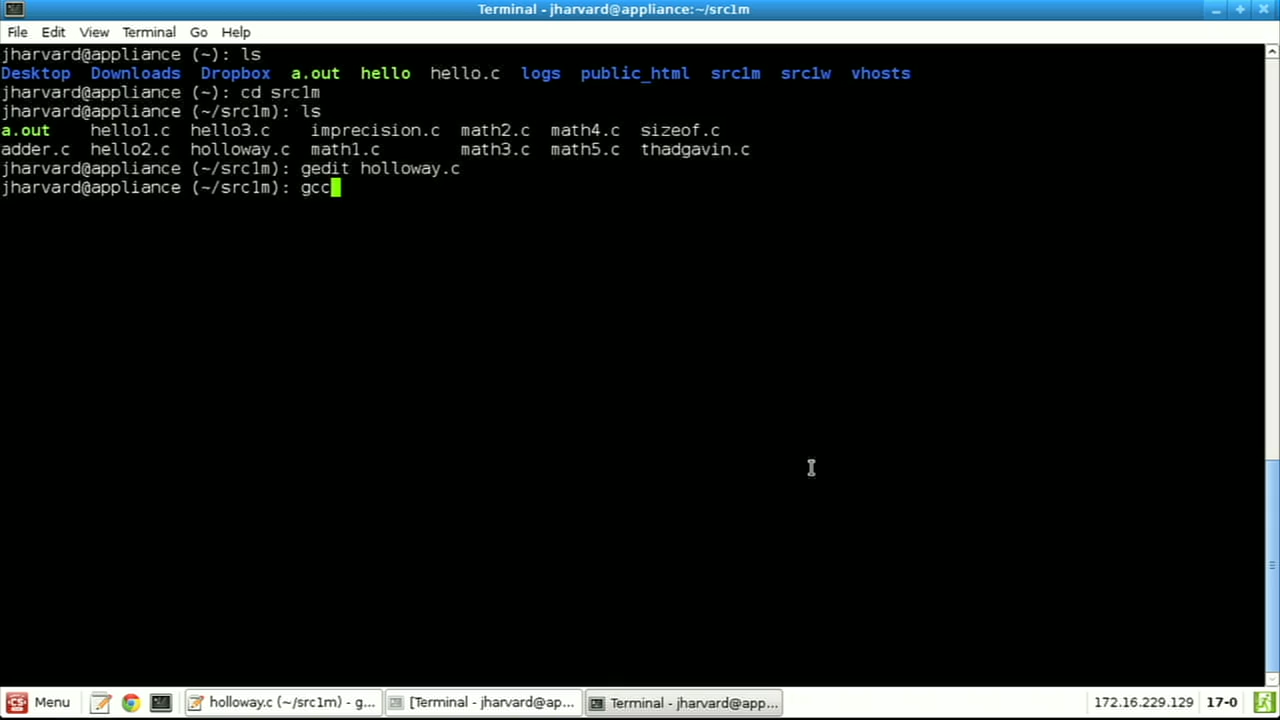 Terminal - jharvard@appliance:~/src1m
File Edit View Terminal Go Help
jharvard@appliance (~): ls
Desktop Downloads Dropbox a.out hello hello.c logs public_html src1m src1w vhosts
jharvard@appliance (~): cd src1m
jharvard@appliance (~/src1m): ls
a.out hello1.c hello3.c imprecision.c math2.c math4.c sizeof.c
adder.c hello2.c holloway.c math1.c math3.c math5.c thadgavin.c
jharvard@appliance (~/src1m): gedit holloway.c
jharvard@appliance (~/src1m): gcc
Menu holloway.c (~/src1m) - g... [Terminal - jharvard@ap... Terminal - jharvard@app... 172.16.229.129 17-0